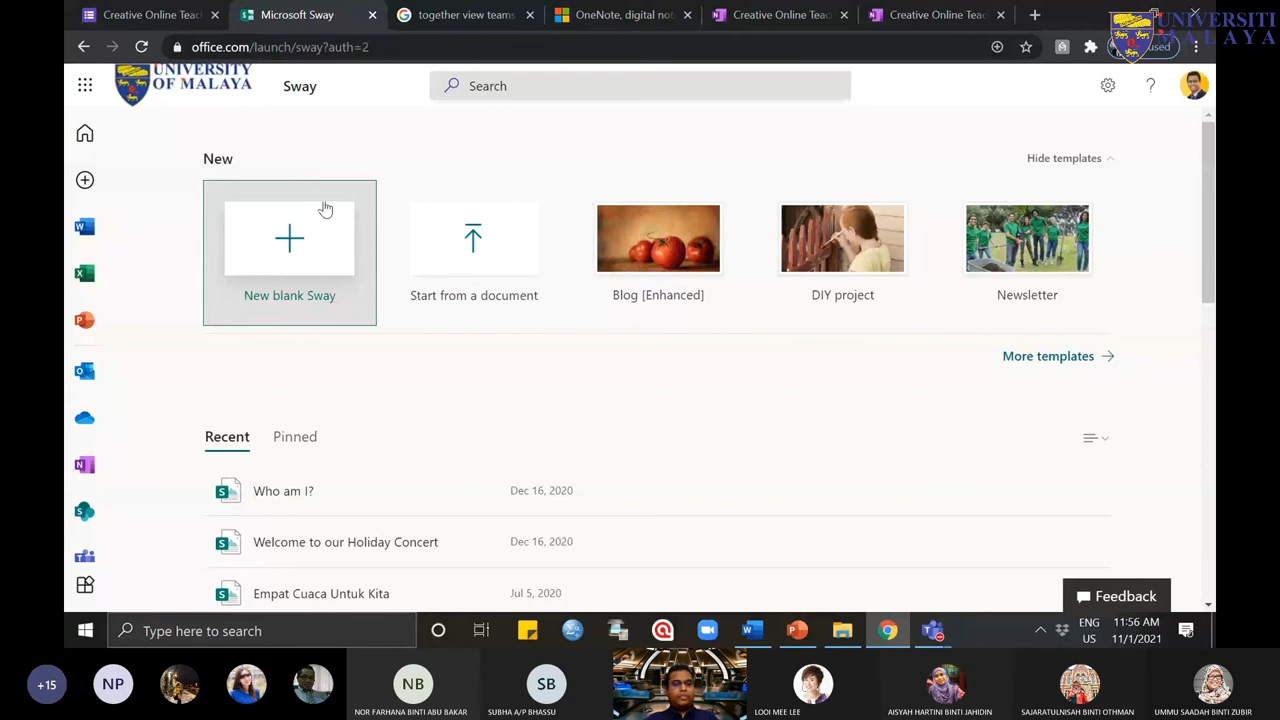 Creative Online Teac
Microsoft Sway
together view teams
OneNote, digital not
Creative Online Teac
Creative Online Teac
office.com/launch/sway?auth=2
UNIVERSITI
MALAYA
UNIVERSITY
OF MALAYA
Sway
Search
New
Hide templates
New blank Sway
Start from a document
Blog [Enhanced]
DIY project
Newsletter
More templates
Recent
Pinned
Who am I?
Dec 16, 2020
Welcome to our Holiday Concert
Dec 16, 2020
Empat Cuaca Untuk Kita
Jul 5, 2020
Feedback
Type here to search
ENG
US
11:56 AM
11/1/2021
+15
NP
NB
SB
NOR FARHANA BINTI ABU BAKAR
SUBHA A/P BHASSU
LOOI MEE LEE
AISYAH HARTINI BINTI JAHIDIN
SAJARATULNISAH BINTI OTHMAN
UMMU SAADAH BINTI ZUBIR